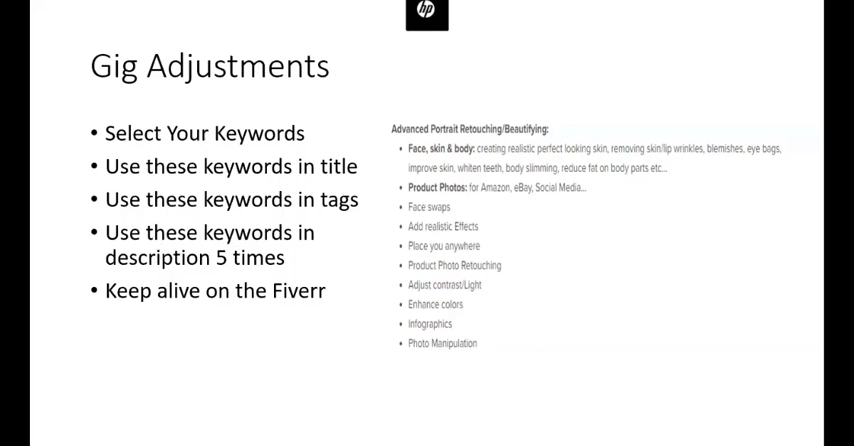 hp
Gig Adjustments
• Select Your Keywords
• Use these keywords in title
• Use these keywords in tags
• Use these keywords in
description 5 times
• Keep alive on the Fiverr
Advanced Portrait Retouching/Beautifying:
• Face, skin & body: creating realistic perfect looking skin, removing skin/lip wrinkles, blemishes, eye bags,
improve skin, whiten teeth, body slimming, reduce fat on body parts etc...
• Product Photos: for Amazon, eBay, Social Media...
• Face swaps
• Add realistic Effects
• Place you anywhere
• Product Photo Retouching
• Adjust contrast/Light
• Enhance colors
• Infographics
• Photo Manipulation